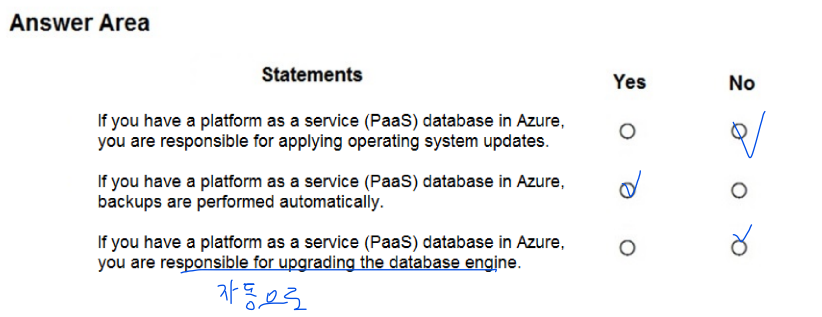 Answer Area
Statements Yes No
If you have a platform as a service (PaaS) database in Azure,
you are responsible for applying operating system updates.
If you have a platform as a service (PaaS) database in Azure,
backups are performed automatically.
If you have a platform as a service (PaaS) database in Azure,
you are responsible for upgrading the database engine.
자동으로